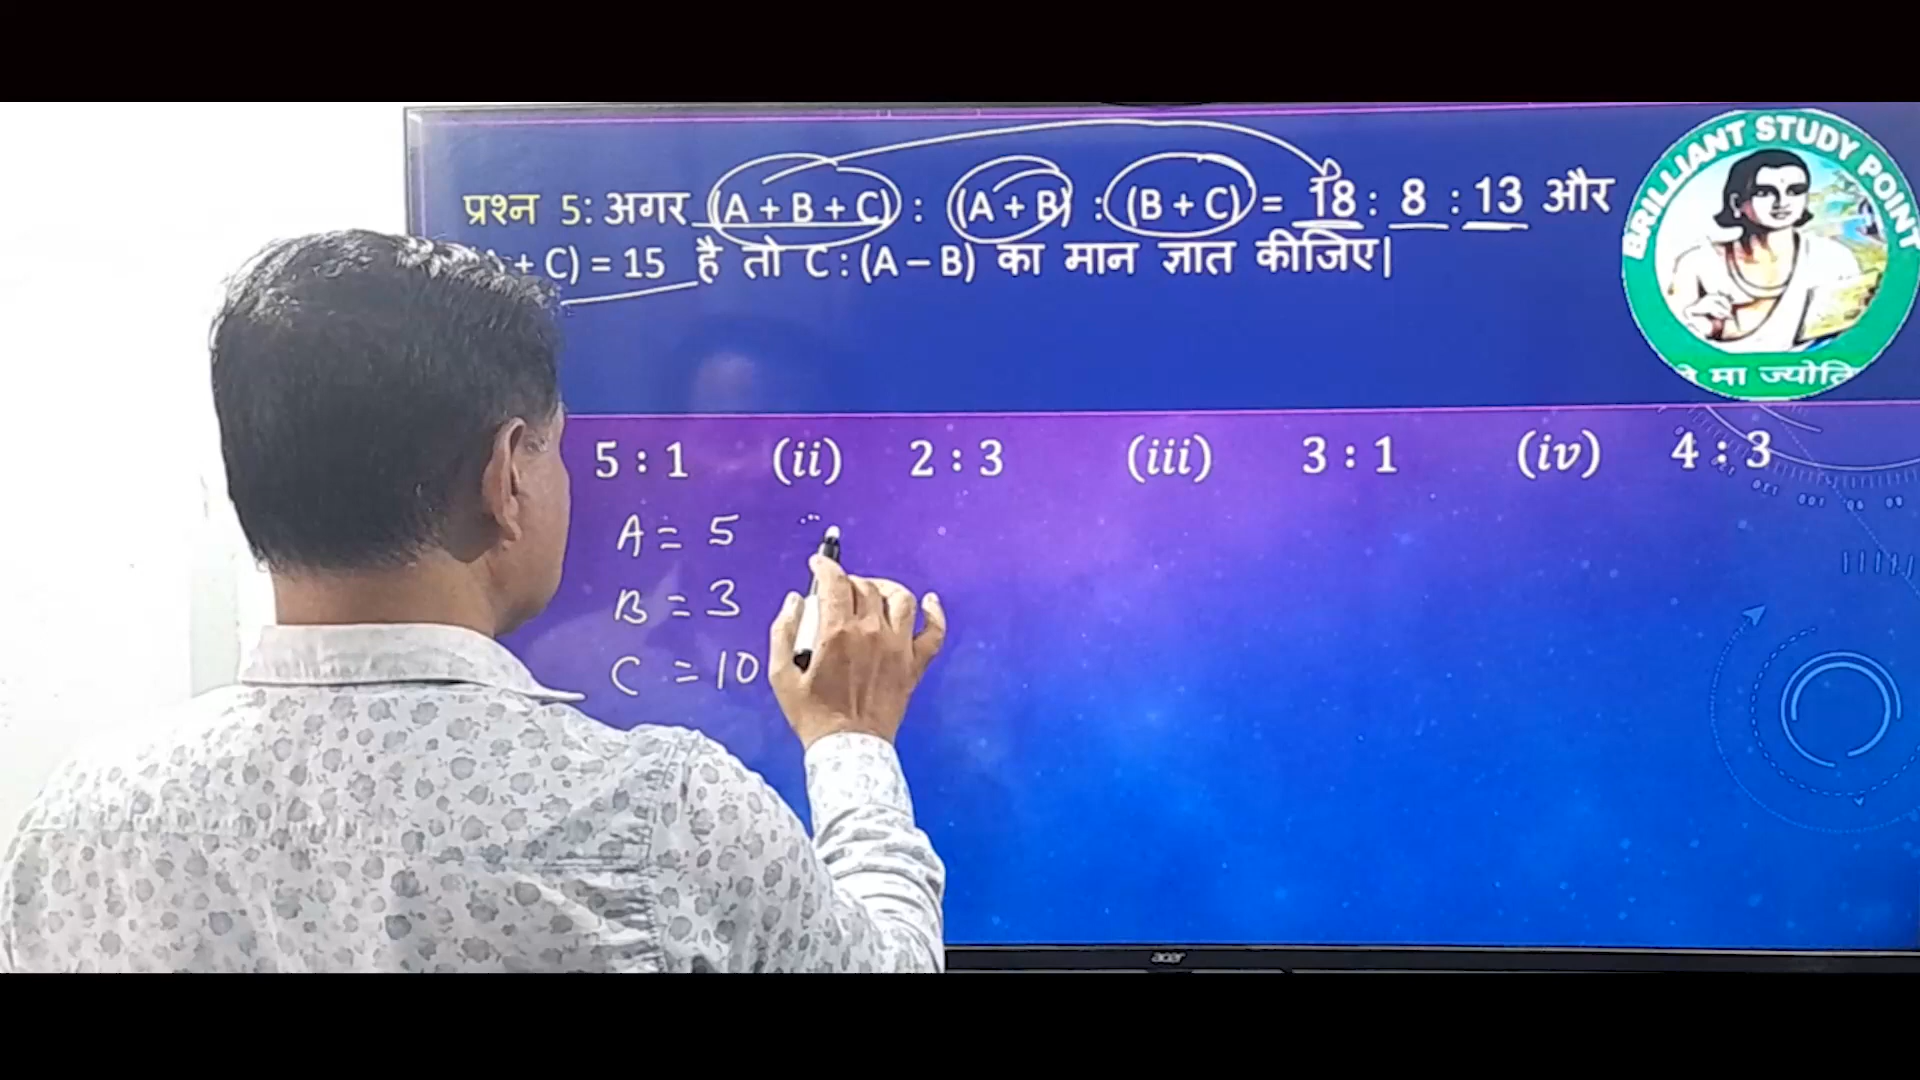 प्रश्न 5: अगर (A + B + C) : (A + B) : (B + C) = 18 : 8 : 13 और
+ C) = 15 है तो C : (A – B) का मान ज्ञात कीजिए|
BRILLIANT STUDY POINT
मा ज्योति
5 : 1 (ii) 2 : 3 (iii) 3 : 1 (iv) 4 : 3
A = 5
B = 3
C = 10
acer